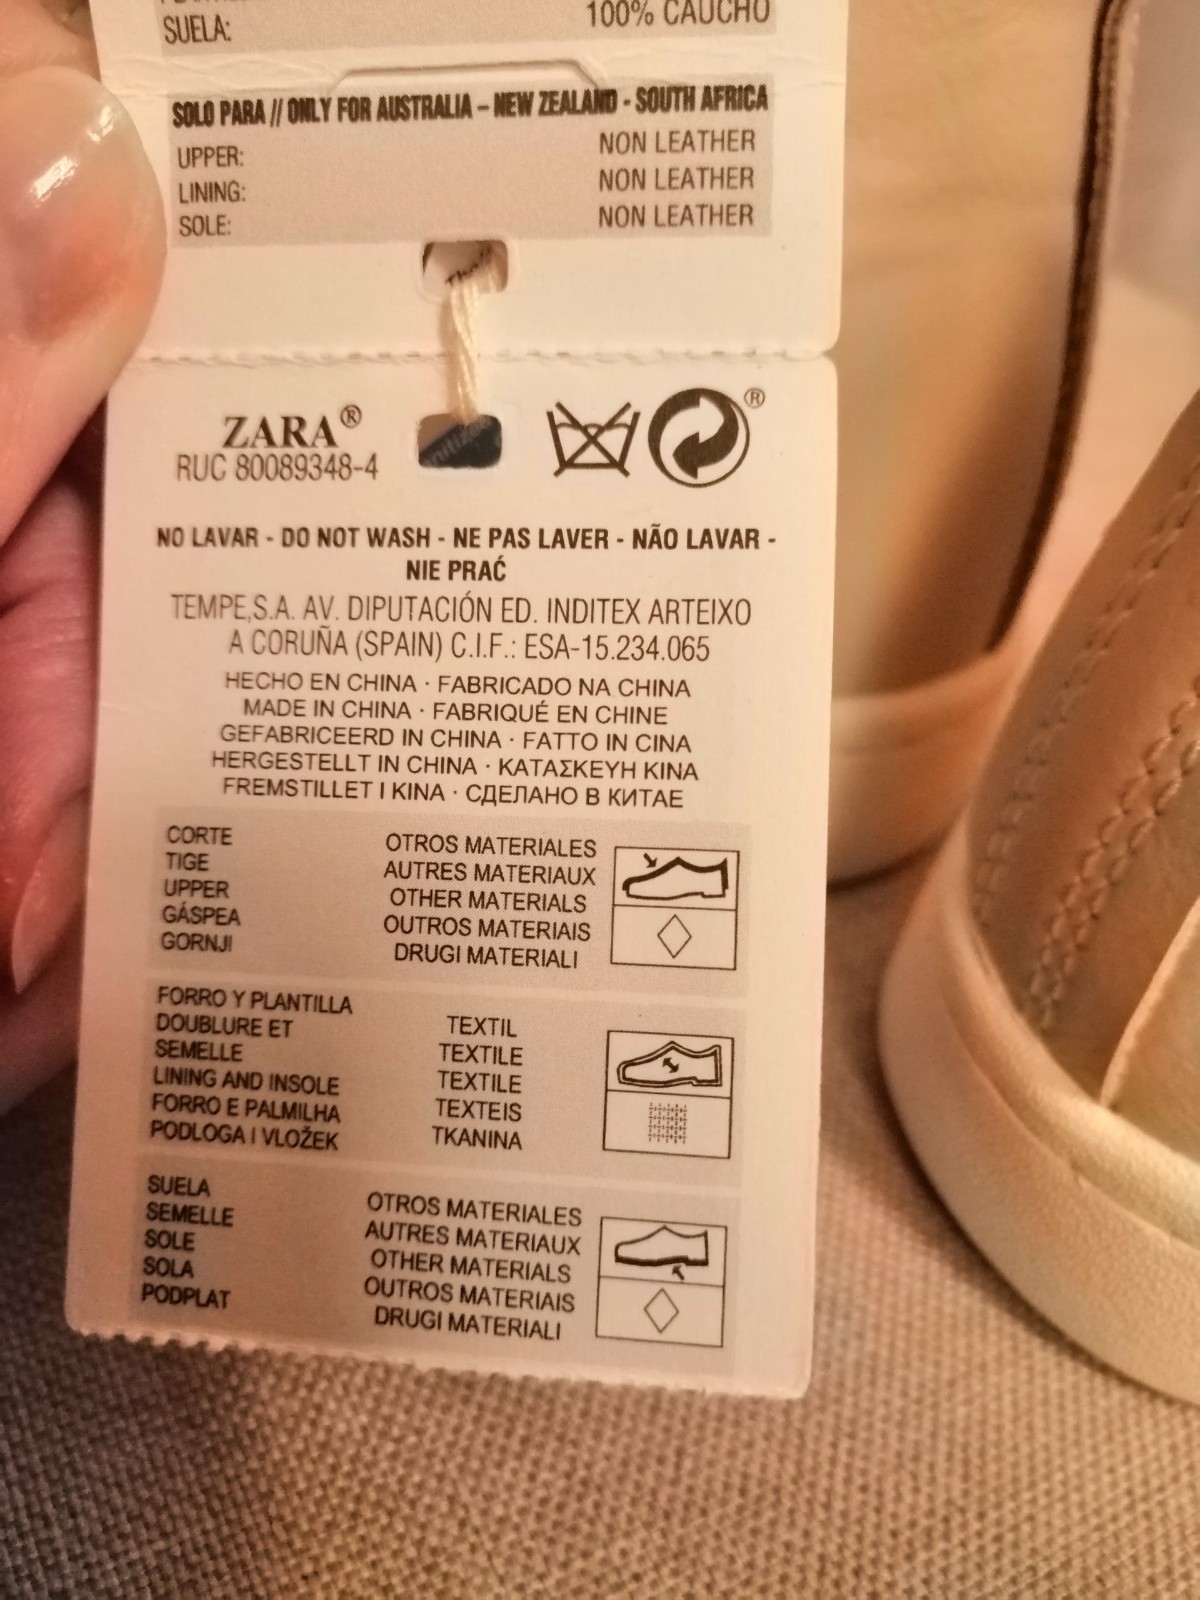 SUELA: 100% CAUCHO
SOLO PARA // ONLY FOR AUSTRALIA – NEW ZEALAND - SOUTH AFRICA
UPPER: NON LEATHER
LINING: NON LEATHER
SOLE: NON LEATHER
ZARA®
RUC 80089348-4
®
NO LAVAR - DO NOT WASH - NE PAS LAVER - NÃO LAVAR -
NIE PRAĆ
TEMPE,S.A. AV. DIPUTACIÓN ED. INDITEX ARTEIXO
A CORUÑA (SPAIN) C.I.F.: ESA-15.234.065
HECHO EN CHINA · FABRICADO NA CHINA
MADE IN CHINA · FABRIQUÉ EN CHINE
GEFABRICEERD IN CHINA · FATTO IN CINA
HERGESTELLT IN CHINA · ΚΑΤΑΣΚΕΥΗ ΚΙΝΑ
FREMSTILLET I KINA · СДЕЛАНО В КИТАЕ
CORTE OTROS MATERIALES
TIGE AUTRES MATERIAUX
UPPER OTHER MATERIALS
GÁSPEA OUTROS MATERIAIS
GORNJI DRUGI MATERIALI
FORRO Y PLANTILLA
DOUBLURE ET TEXTIL
SEMELLE TEXTILE
LINING AND INSOLE TEXTILE
FORRO E PALMILHA TEXTEIS
PODLOGA I VLOŽEK TKANINA
SUELA OTROS MATERIALES
SEMELLE AUTRES MATERIAUX
SOLE OTHER MATERIALS
SOLA OUTROS MATERIAIS
PODPLAT DRUGI MATERIALI